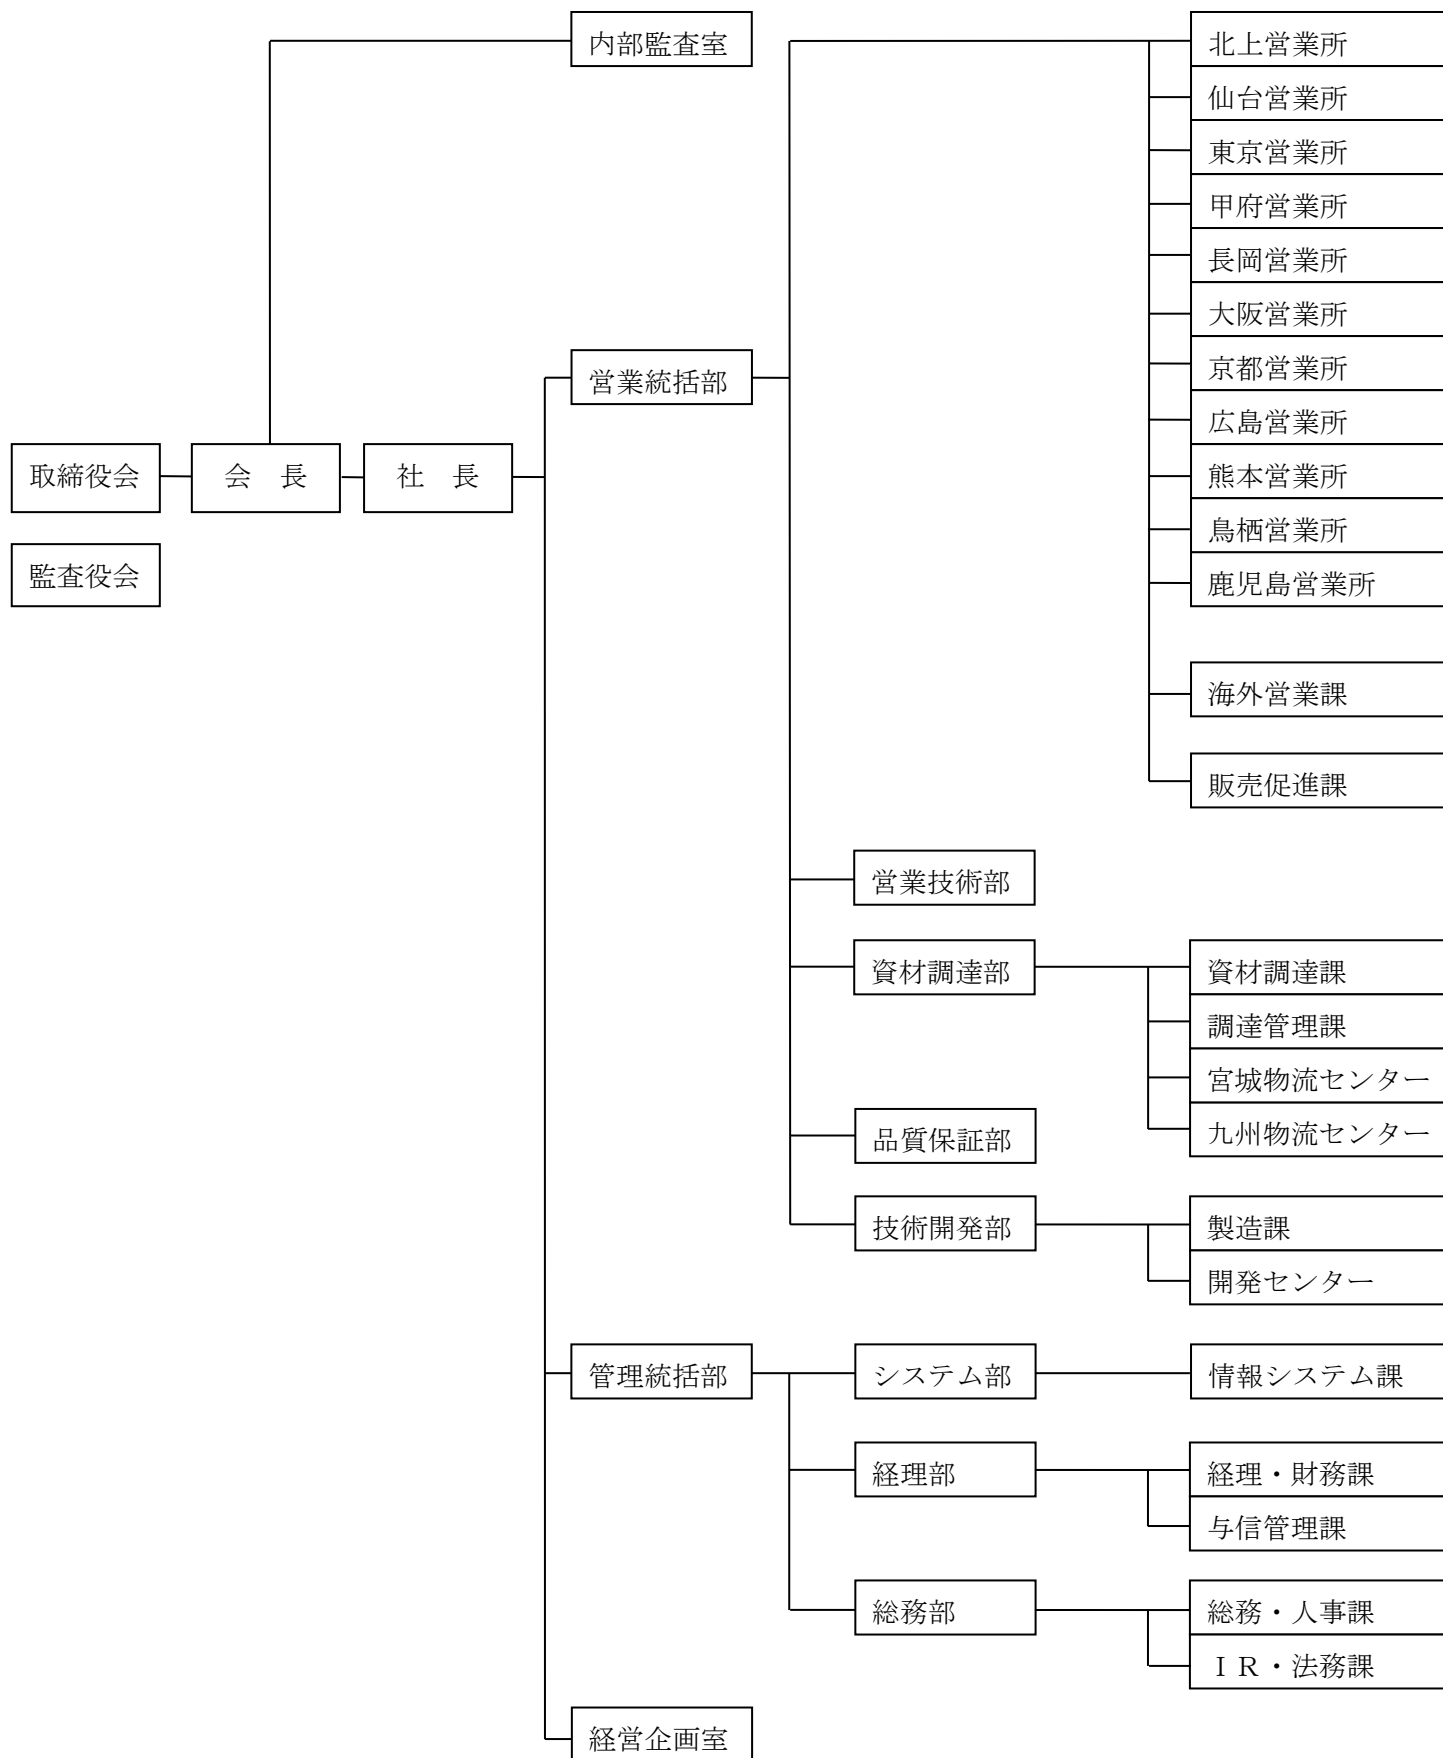 内部監査室
北上営業所
仙台営業所
東京営業所
甲府営業所
長岡営業所
大阪営業所
京都営業所
営業統括部
広島営業所
取締役会
会　長
社　長
熊本営業所
鳥栖営業所
監査役会
鹿児島営業所
海外営業課
販売促進課
営業技術部
資材調達部
資材調達課
調達管理課
宮城物流センター
九州物流センター
品質保証部
技術開発部
製造課
開発センター
管理統括部
システム部
情報システム課
経理部
経理・財務課
与信管理課
総務部
総務・人事課
ＩＲ・法務課
経営企画室